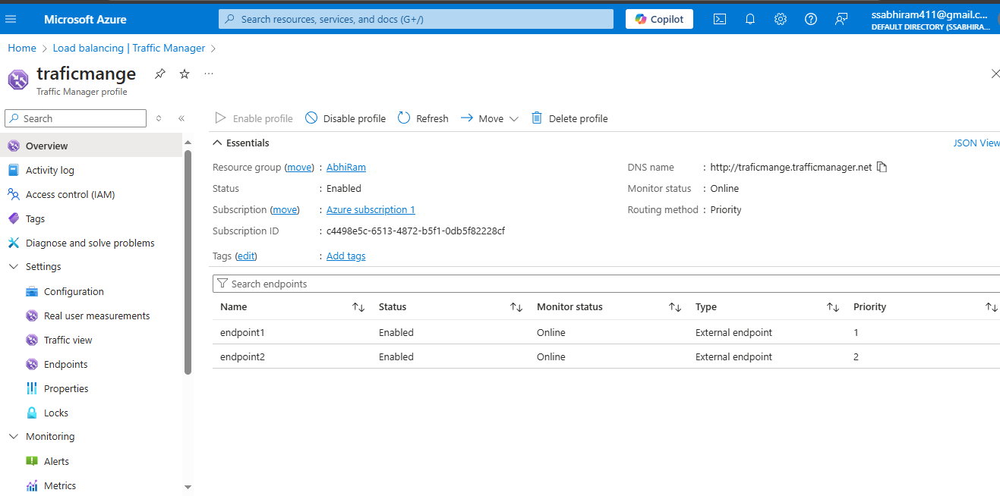 Microsoft Azure
Search resources, services, and docs (G+/)
Copilot
ssabhiram411@gmail.c...
DEFAULT DIRECTORY (SSABHIRA...
Home > Load balancing | Traffic Manager >
traficmange
...
Traffic Manager profile
Search
Enable profile
Disable profile
Refresh
Move
Delete profile
Overview
Activity log
Access control (IAM)
Tags
Diagnose and solve problems
Settings
Configuration
Real user measurements
Traffic view
Endpoints
Properties
Locks
Monitoring
Alerts
Metrics
Essentials
JSON View
Resource group (move) : AbhiRam
Status : Enabled
Subscription (move) : Azure subscription 1
Subscription ID : c4498e5c-6513-4872-b5f1-0db5f82228cf
Tags (edit) : Add tags
DNS name : http://traficmange.trafficmanager.net
Monitor status : Online
Routing method : Priority
Search endpoints
Name Status Monitor status Type Priority
endpoint1 Enabled Online External endpoint 1
endpoint2 Enabled Online External endpoint 2